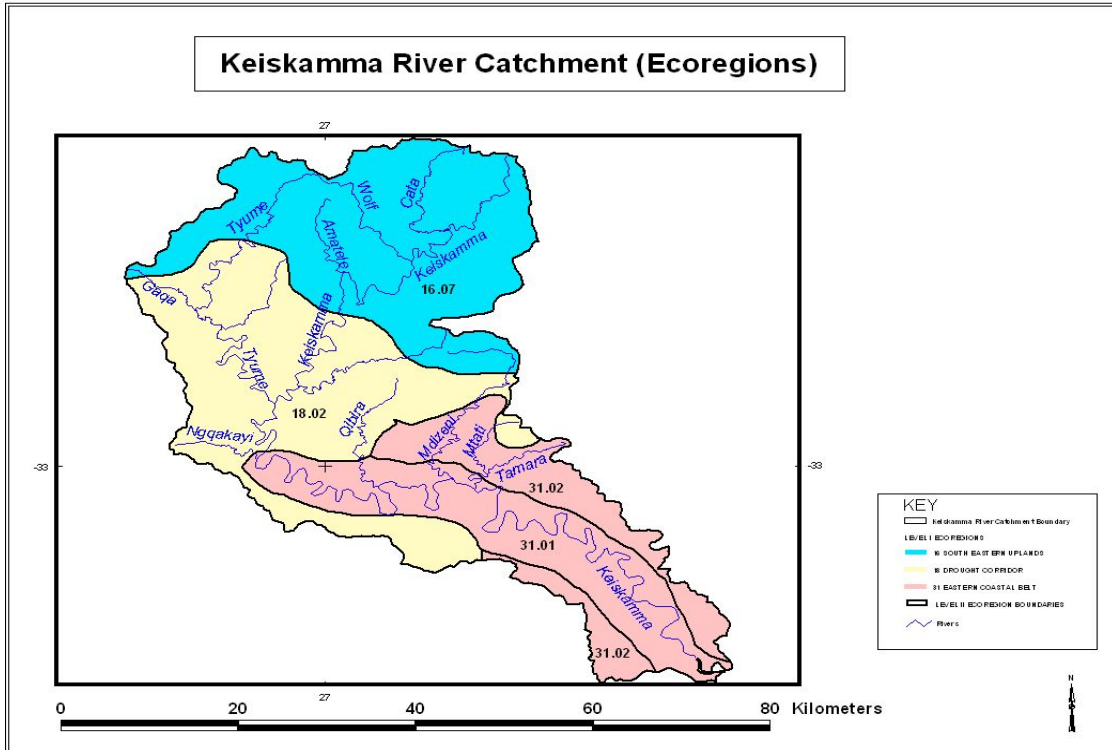 Keiskamma River Catchment (Ecoregions)
27
Tyume
Wolf
Cata
Amatele
Keiskamma
16.07
Gaqa
Keiskamma
Tyume
18.02
Qibira
Ngqakayi
Mdizeni
Mtati
Tamara
-33
-33
31.02
31.01
Keiskamma
31.02
27
KEY
Keiskamma River Catchment Boundary
LEVEL I ECOREGIONS
16 SOUTH EASTERN UPLANDS
18 DROUGHT CORRIDOR
31 EASTERN COASTAL BELT
LEVEL II ECOREGION BOUNDARIES
Rivers
N
0 20 40 60 80 Kilometers